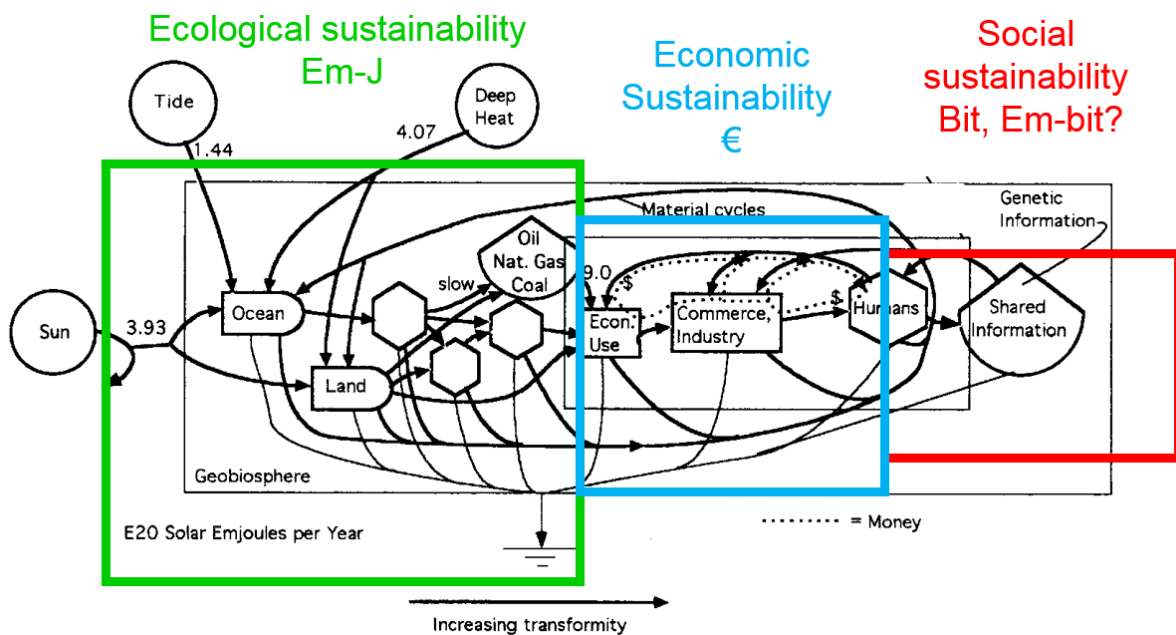 Ecological sustainability
Em-J
Economic
Sustainability
€
Social
sustainability
Bit, Em-bit?
Tide
Deep
Heat
4.07
1.44
Genetic
Information
Material cycles
Oil
Nat. Gas
Coal
9.0
slow
$
$
Sun
3.93
Ocean
Econ.
Use
Commerce,
Industry
Humans
Shared
Information
Land
Geobiosphere
E20 Solar Emjoules per Year
= Money
Increasing transformity